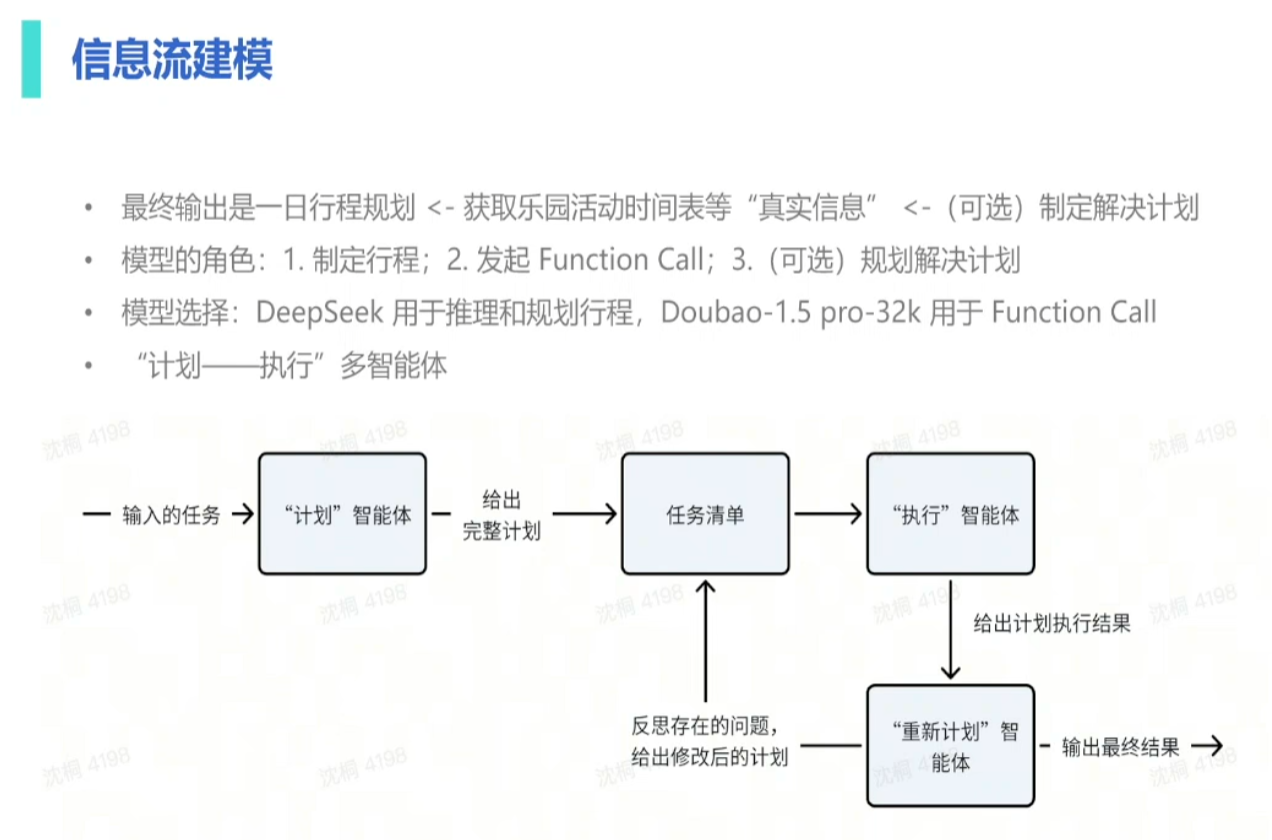 信息流建模
• 最终输出是一日行程规划 <- 获取乐园活动时间表等“真实信息” <-（可选）制定解决计划
• 模型的角色：1. 制定行程；2. 发起 Function Call；3.（可选）规划解决计划
• 模型选择：DeepSeek 用于推理和规划行程，Doubao-1.5 pro-32k 用于 Function Call
• “计划——执行”多智能体
沈桐 4198 沈桐 4198 沈桐 4198 沈桐 4198 沈桐 4198
输入的任务
“计划”智能体
给出
完整计划
任务清单
“执行”智能体
沈桐 4198 沈桐 4198 沈桐 4198 沈桐 4198 沈桐 4198
给出计划执行结果
反思存在的问题，
给出修改后的计划
“重新计划”智
能体
输出最终结果
沈桐 4198 沈桐 4198 沈桐 4198 沈桐 4198 沈桐 4198